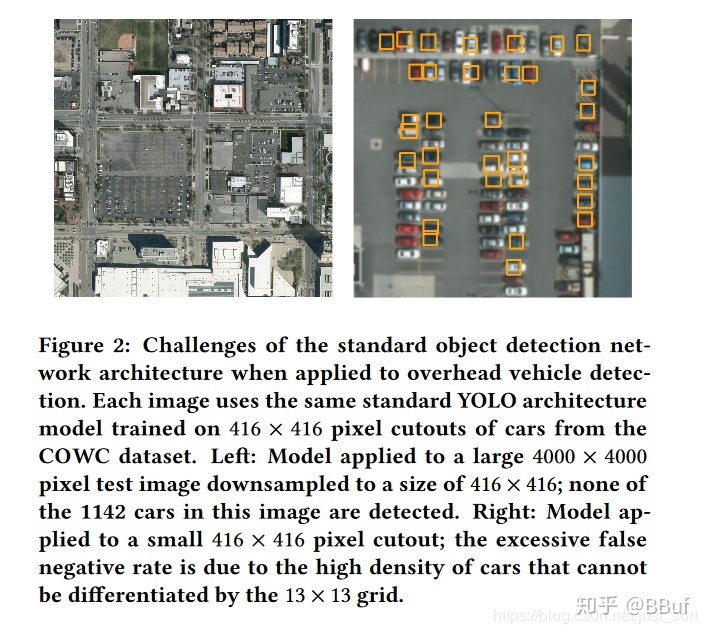 Figure 2: Challenges of the standard object detection net-
work architecture when applied to overhead vehicle detec-
tion. Each image uses the same standard YOLO architecture
model trained on 416 × 416 pixel cutouts of cars from the
COWC dataset. Left: Model applied to a large 4000 × 4000
pixel test image downsampled to a size of 416 × 416; none of
the 1142 cars in this image are detected. Right: Model ap-
plied to a small 416 × 416 pixel cutout; the excessive false
negative rate is due to the high density of cars that cannot
be differentiated by the 13 × 13 grid.
知乎 @BBuf
https://blog.csdn.net/just_sort